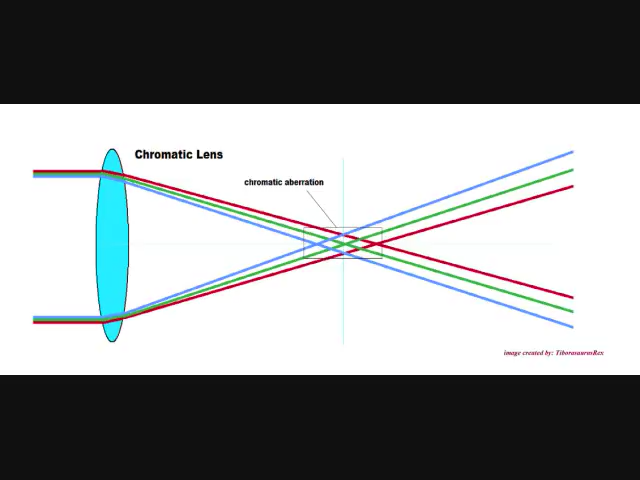 Chromatic Lens
chromatic aberration
image created by: TiborasaurusRex